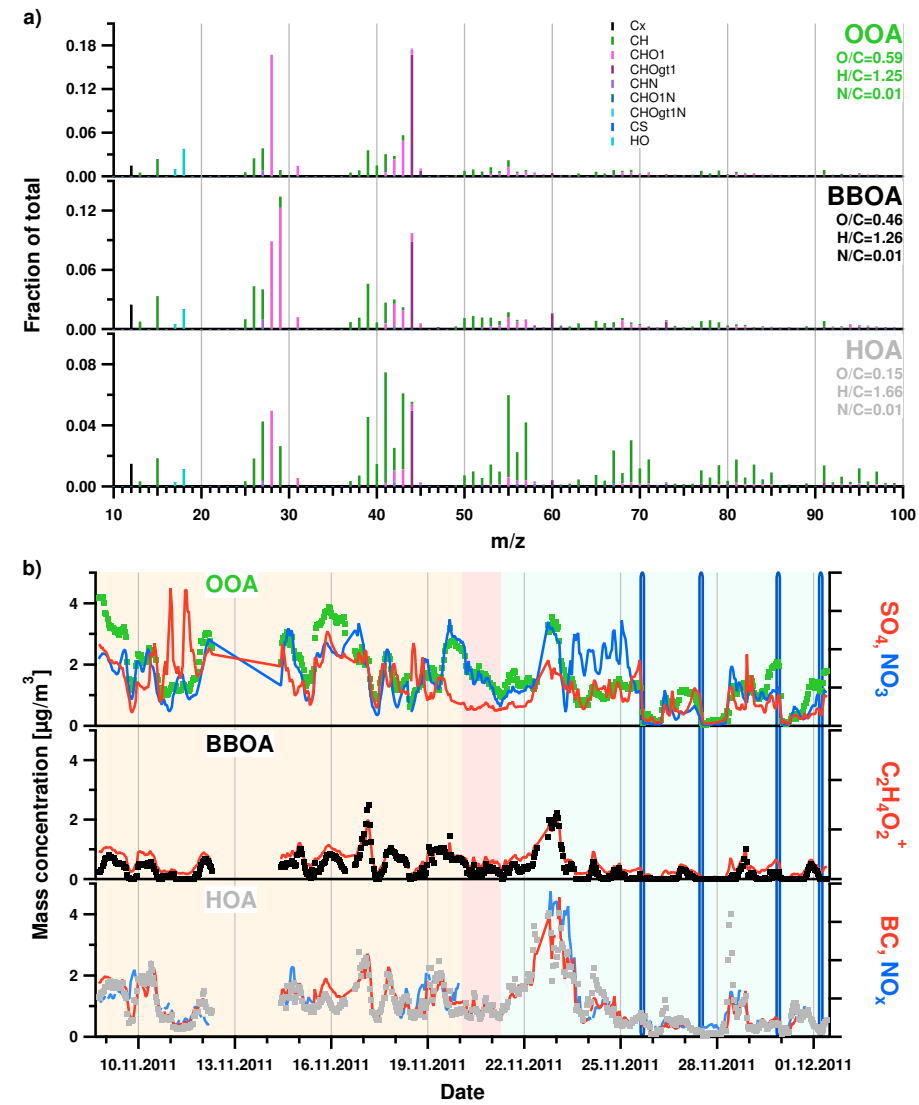 a)
Cx
CH
CHO1
CHOgt1
CHN
CHO1N
CHOgt1N
CS
HO
OOA
O/C=0.59
H/C=1.25
N/C=0.01
0.18
0.12
0.06
0.00
BBOA
O/C=0.46
H/C=1.26
N/C=0.01
0.12
0.06
0.00
HOA
O/C=0.15
H/C=1.66
N/C=0.01
0.08
0.04
0.00
Fraction of total
10 20 30 40 50 60 70 80 90 100
m/z
b)
OOA
4
2
0
SO₄, NO₃
BBOA
4
2
0
C₂H₄O₂⁺
HOA
4
2
0
BC, NOₓ
Mass concentration [µg/m³]
10.11.2011 13.11.2011 16.11.2011 19.11.2011 22.11.2011 25.11.2011 28.11.2011 01.12.2011
Date